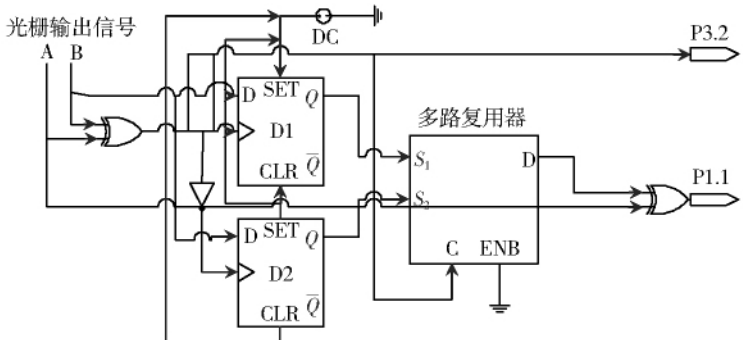 光栅输出信号
A B
DC
P3.2
D SET Q
D1
CLR Q̅
多路复用器
S₁ D
S₂
C ENB
P1.1
D SET Q
D2
CLR Q̅